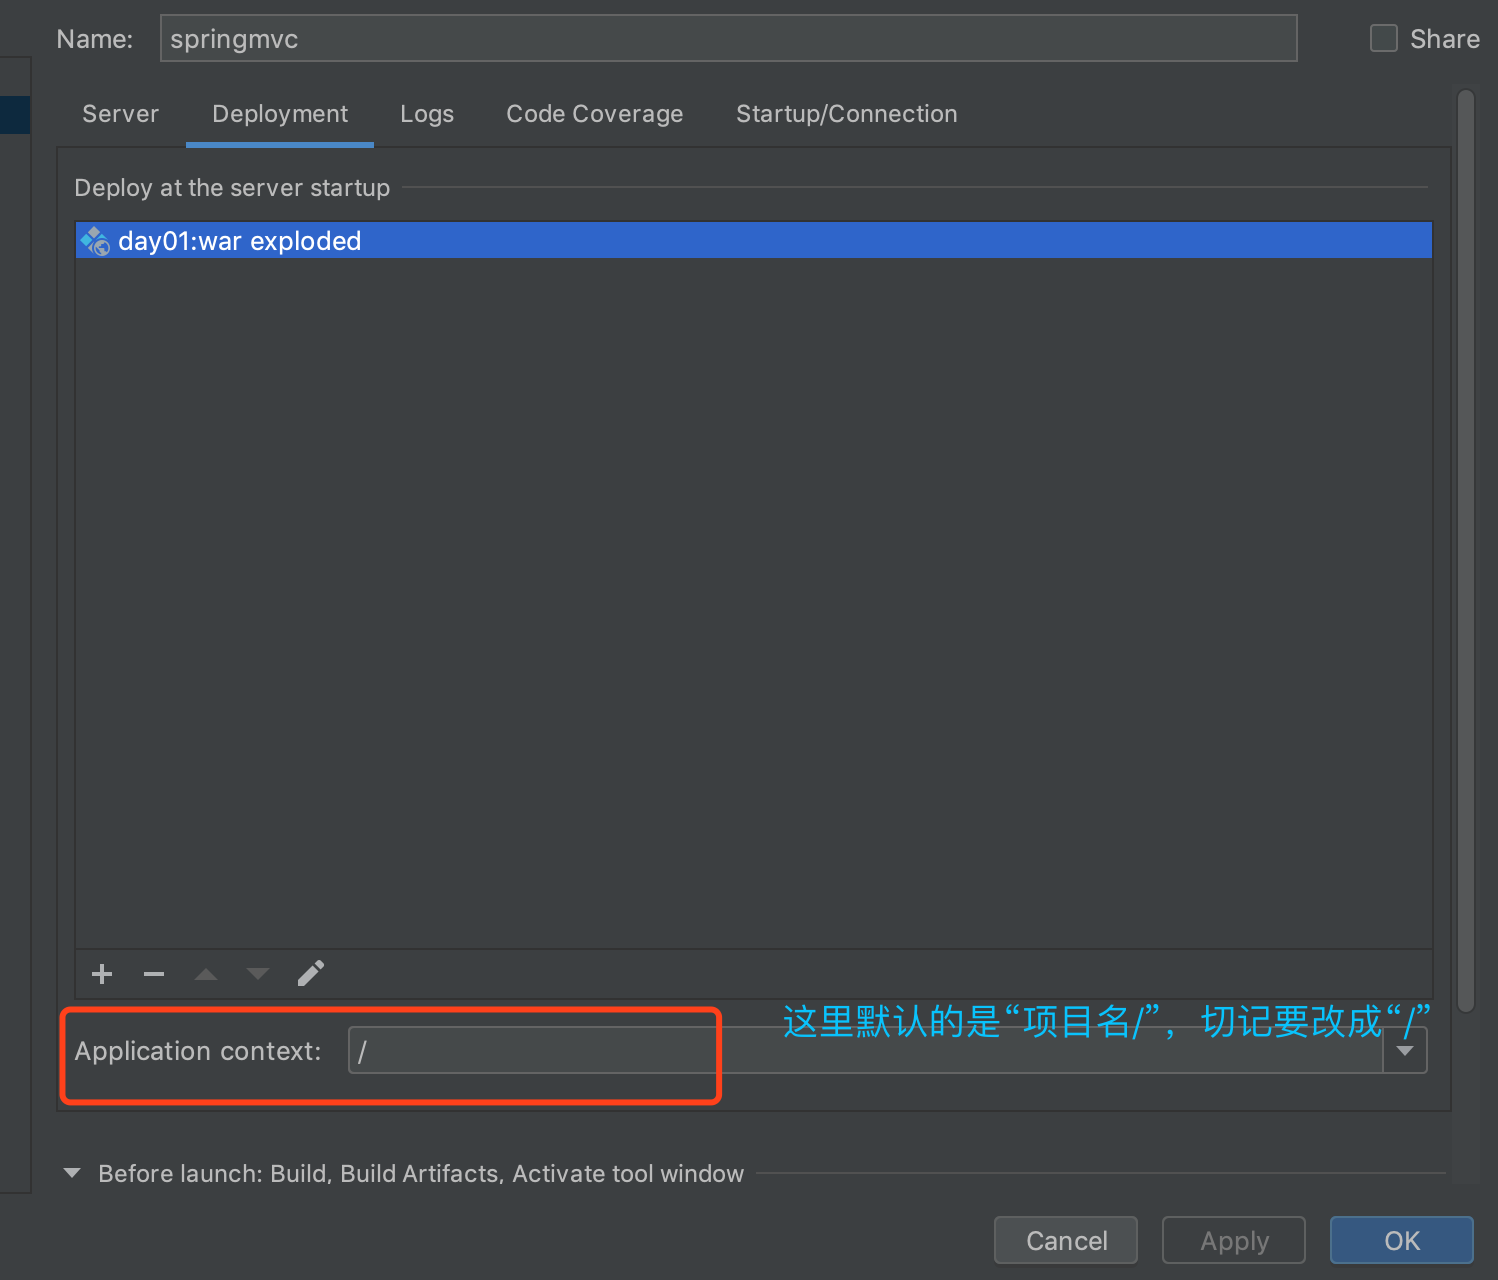 Name: springmvc Share
Server Deployment Logs Code Coverage Startup/Connection
Deploy at the server startup
day01:war exploded
这里默认的是“项目名/”，切记要改成“/”
Application context: /
Before launch: Build, Build Artifacts, Activate tool window
Cancel Apply OK